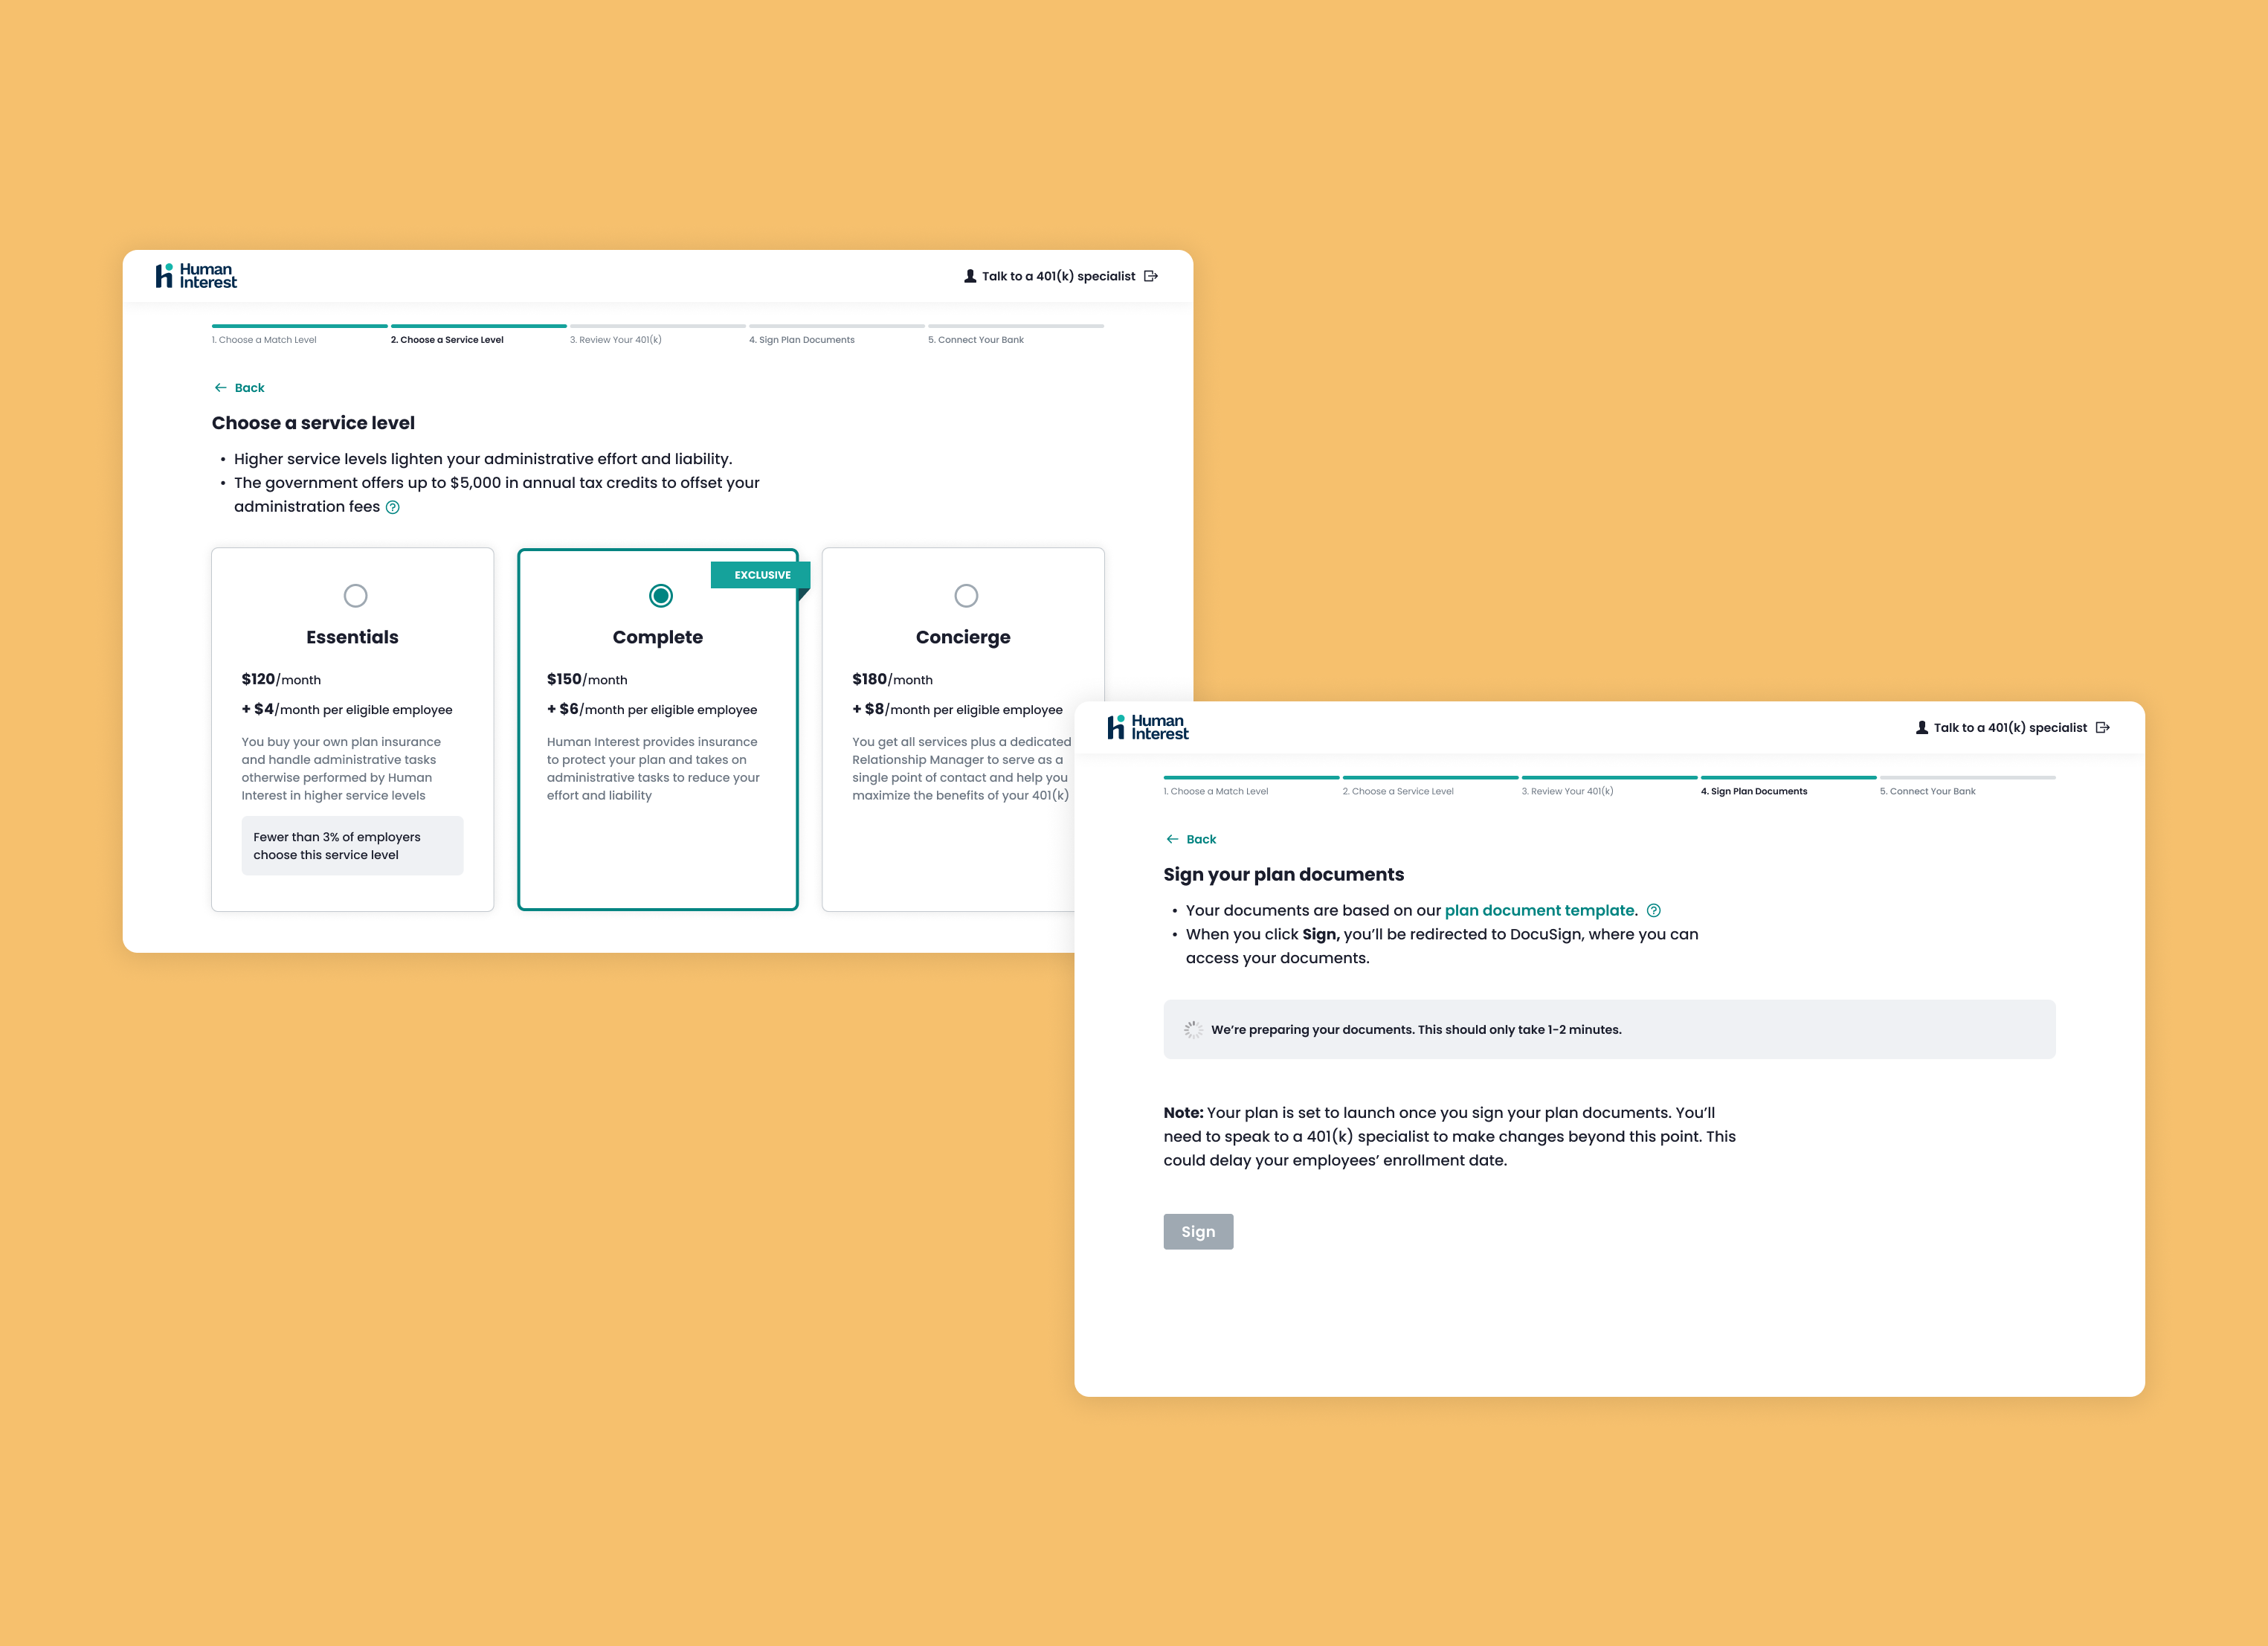 Human
Interest
Talk to a 401(k) specialist
1. Choose a Match Level
2. Choose a Service Level
3. Review Your 401(k)
4. Sign Plan Documents
5. Connect Your Bank
← Back
Choose a service level
• Higher service levels lighten your administrative effort and liability.
• The government offers up to $5,000 in annual tax credits to offset your
administration fees ?
Essentials
$120/month
+ $4/month per eligible employee
You buy your own plan insurance
and handle administrative tasks
otherwise performed by Human
Interest in higher service levels
Fewer than 3% of employers
choose this service level
EXCLUSIVE
Complete
$150/month
+ $6/month per eligible employee
Human Interest provides insurance
to protect your plan and takes on
administrative tasks to reduce your
effort and liability
Concierge
$180/month
+ $8/month per eligible employee
You get all services plus a dedicated
Relationship Manager to serve as a
single point of contact and help you
maximize the benefits of your 401(k)
Human
Interest
Talk to a 401(k) specialist
1. Choose a Match Level
2. Choose a Service Level
3. Review Your 401(k)
4. Sign Plan Documents
5. Connect Your Bank
← Back
Sign your plan documents
• Your documents are based on our plan document template. ?
• When you click Sign, you’ll be redirected to DocuSign, where you can
access your documents.
We’re preparing your documents. This should only take 1-2 minutes.
Note: Your plan is set to launch once you sign your plan documents. You’ll
need to speak to a 401(k) specialist to make changes beyond this point. This
could delay your employees’ enrollment date.
Sign